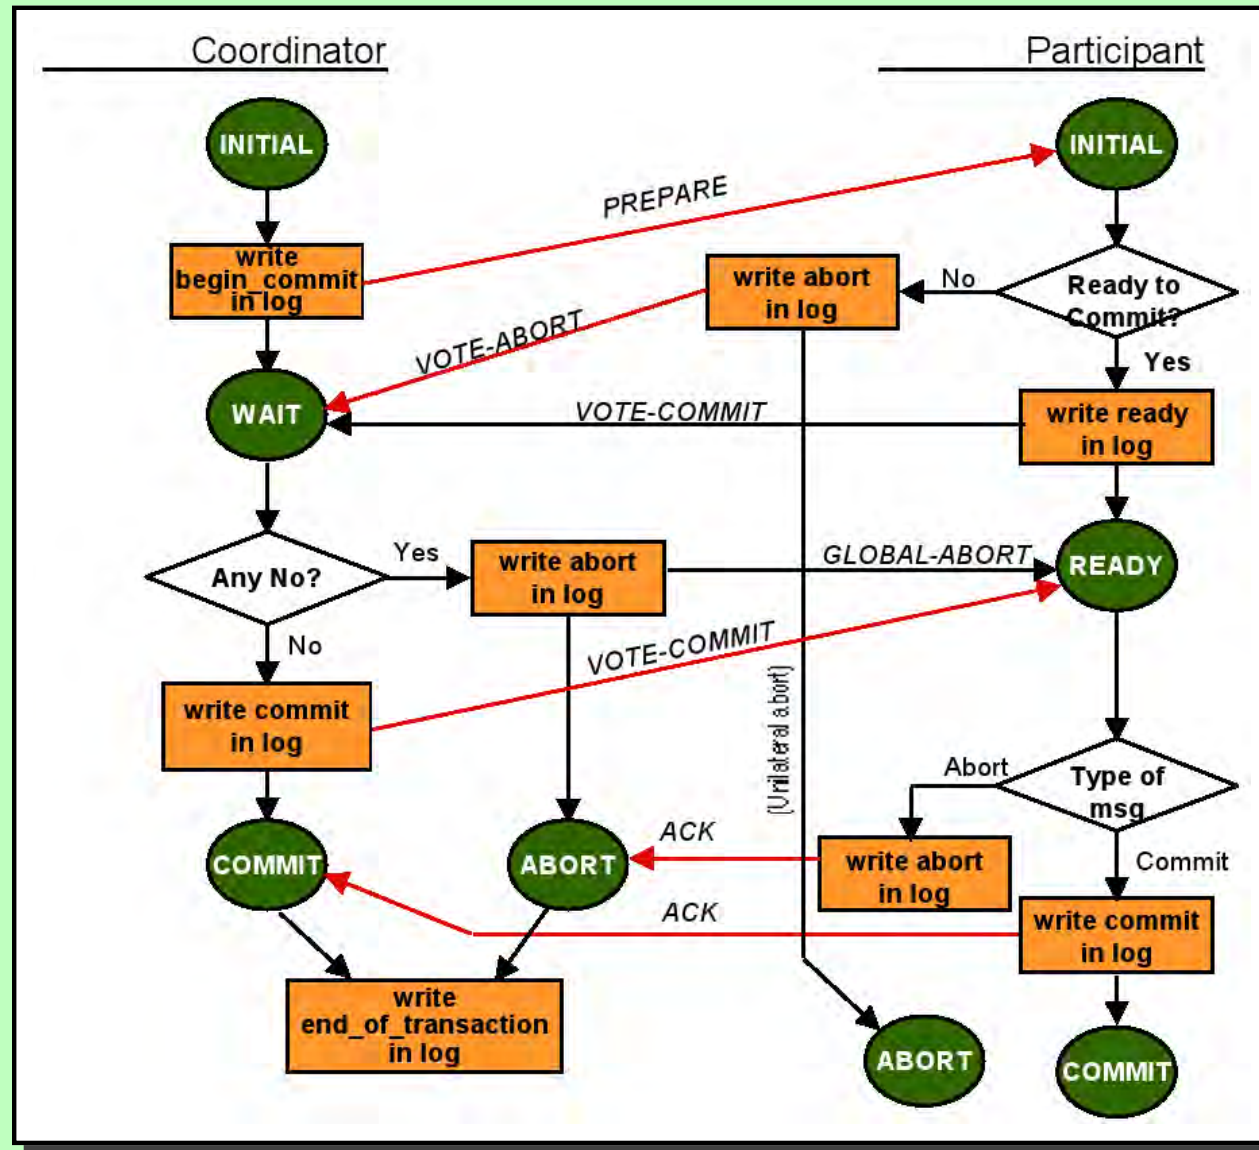 Coordinator
Participant
INITIAL
INITIAL
PREPARE
write
begin_commit
in log
write abort
in log
No
Ready to
Commit?
VOTE-ABORT
Yes
WAIT
VOTE-COMMIT
write ready
in log
Any No?
Yes
write abort
in log
GLOBAL-ABORT
READY
No
VOTE-COMMIT
write commit
in log
(Unilateral abort)
Abort
Type of
msg
COMMIT
ABORT
ACK
write abort
in log
Commit
ACK
write commit
in log
write
end_of_transaction
in log
ABORT
COMMIT